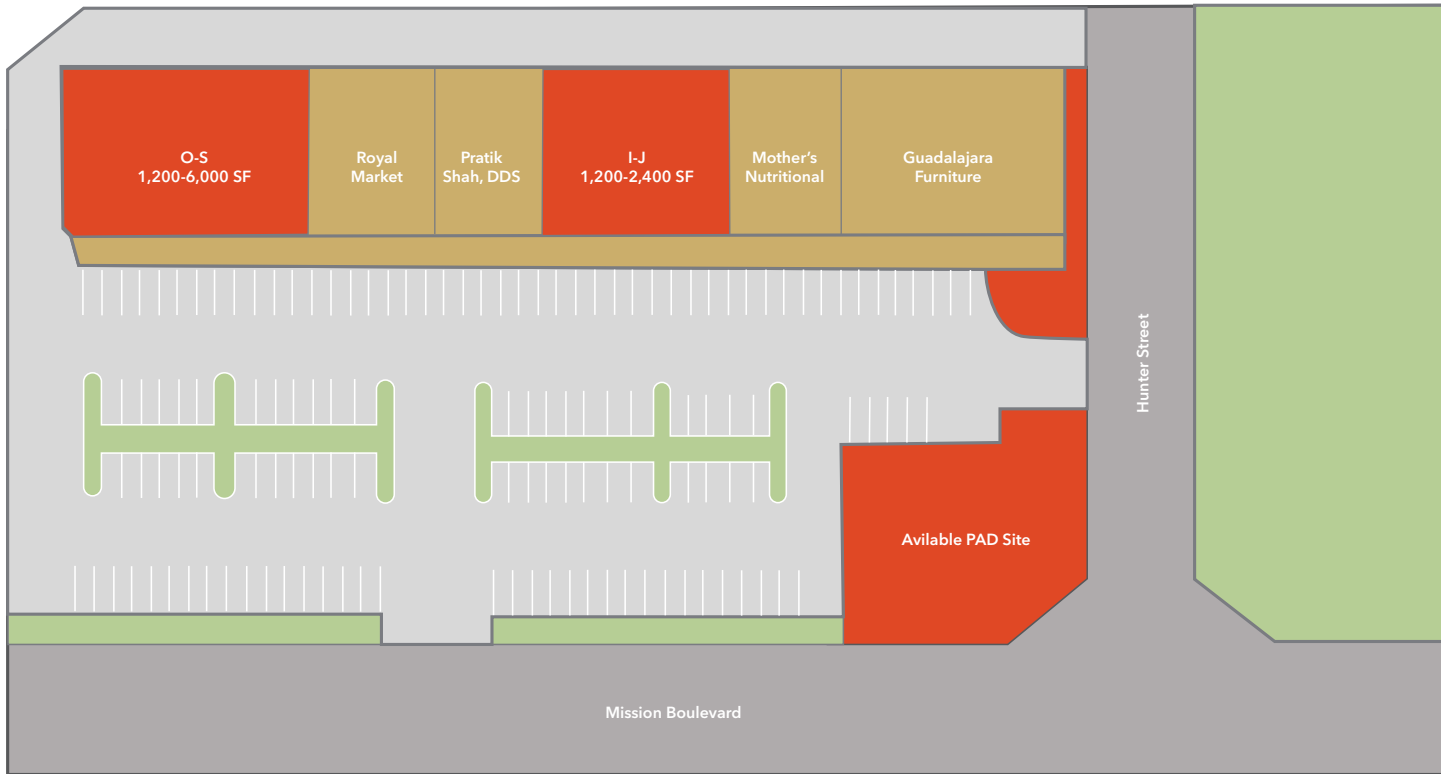 O-S
1,200-6,000 SF
Royal
Market
Pratik
Shah, DDS
I-J
1,200-2,400 SF
Mother's
Nutritional
Guadalajara
Furniture
Hunter Street
Avilable PAD Site
Mission Boulevard